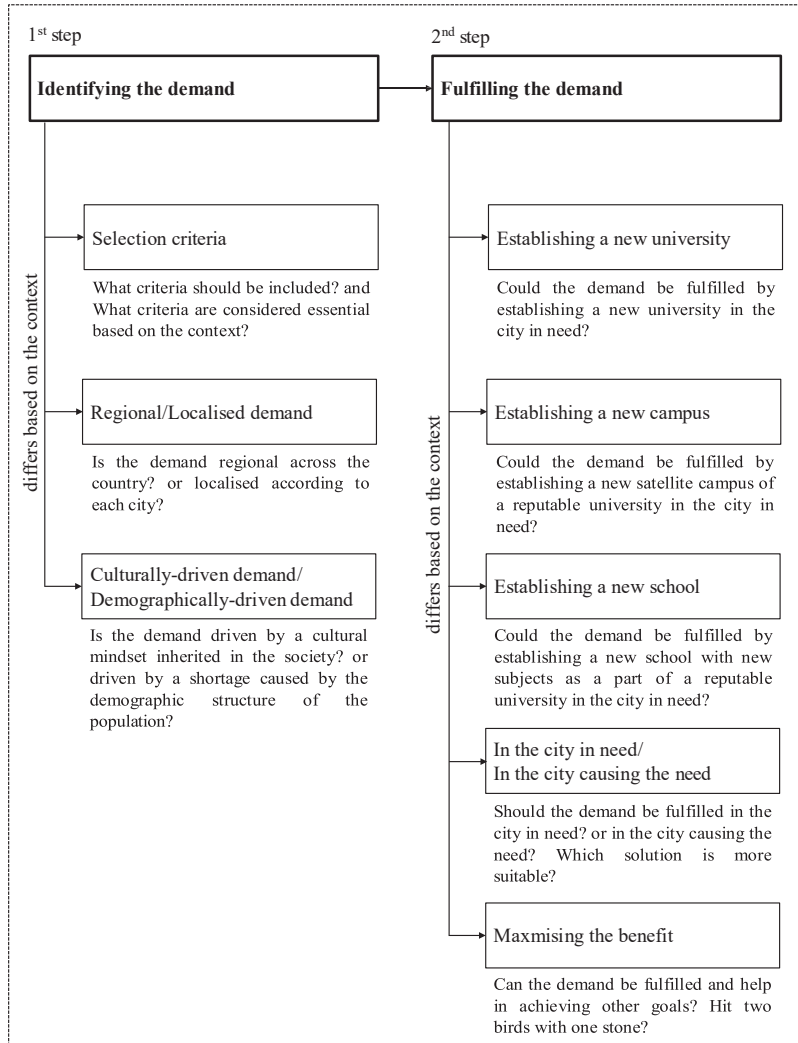 1st step
Identifying the demand
differs based on the context
Selection criteria
What criteria should be included? and
What criteria are considered essential
based on the context?
Regional/Localised demand
Is the demand regional across the
country? or localised according to
each city?
Culturally-driven demand/
Demographically-driven demand
Is the demand driven by a cultural
mindset inherited in the society? or
driven by a shortage caused by the
demographic structure of the
population?
2nd step
Fulfilling the demand
differs based on the context
Establishing a new university
Could the demand be fulfilled by
establishing a new university in the
city in need?
Establishing a new campus
Could the demand be fulfilled by
establishing a new satellite campus of
a reputable university in the city in
need?
Establishing a new school
Could the demand be fulfilled by
establishing a new school with new
subjects as a part of a reputable
university in the city in need?
In the city in need/
In the city causing the need
Should the demand be fulfilled in the
city in need? or in the city causing the
need? Which solution is more
suitable?
Maxmising the benefit
Can the demand be fulfilled and help
in achieving other goals? Hit two
birds with one stone?